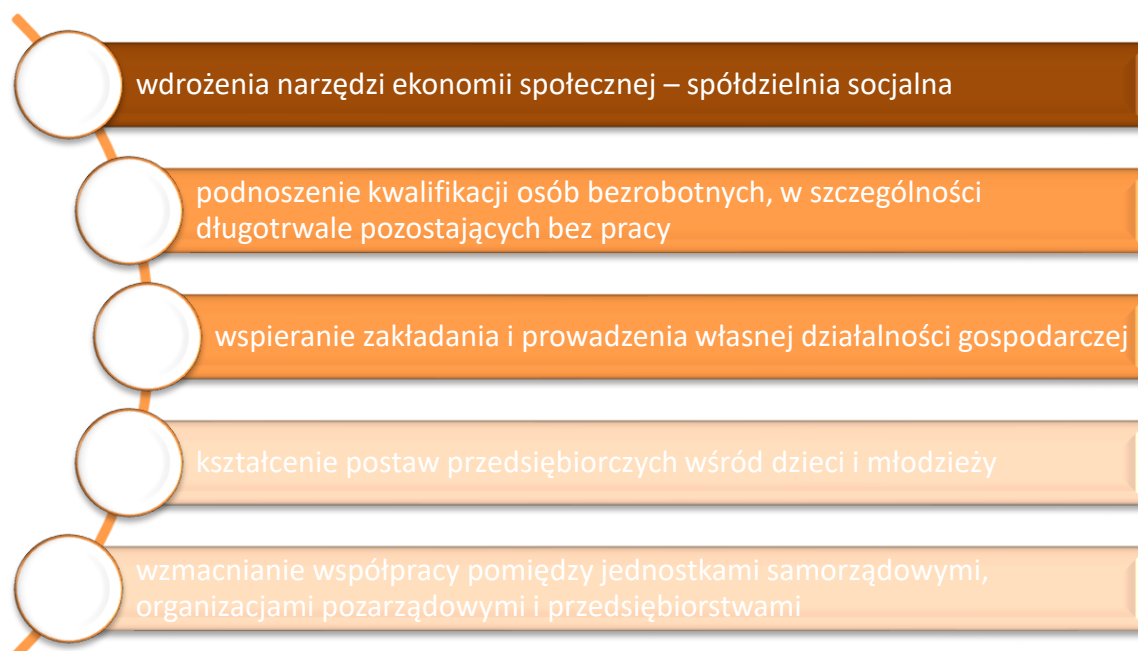 wdrożenia narzędzi ekonomii społecznej – spółdzielnia socjalna
podnoszenie kwalifikacji osób bezrobotnych, w szczególności
długotrwale pozostających bez pracy
wspieranie zakładania i prowadzenia własnej działalności gospodarczej
kształcenie postaw przedsiębiorczych wśród dzieci i młodzieży
wzmacnianie współpracy pomiędzy jednostkami samorządowymi,
organizacjami pozarządowymi i przedsiębiorstwami